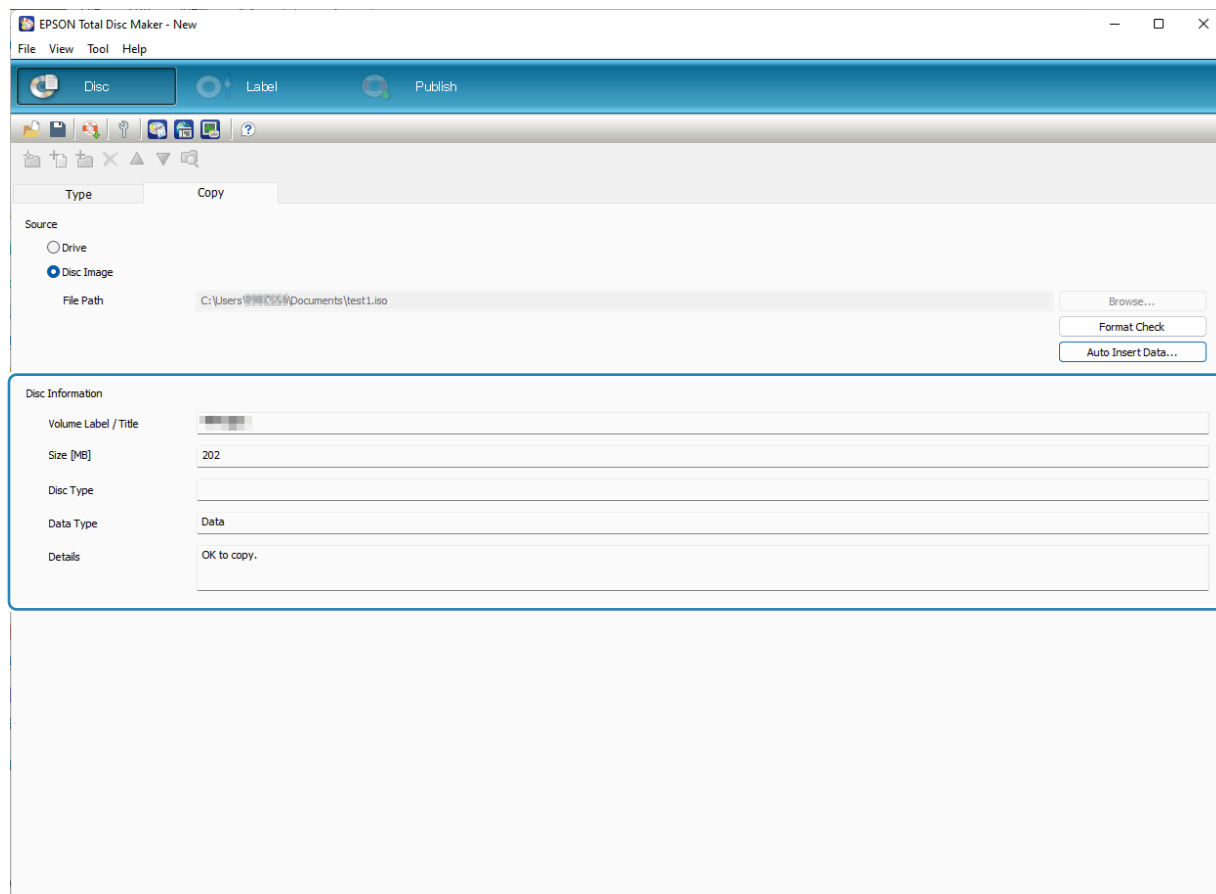 EPSON Total Disc Maker - New
File View Tool Help
Disc Label Publish
Type Copy
Source
Drive
Disc Image
File Path C:\Users\ \Documents\test1.iso Browse...
Format Check
Auto Insert Data...
Disc Information
Volume Label / Title
Size [MB] 202
Disc Type
Data Type Data
Details OK to copy.